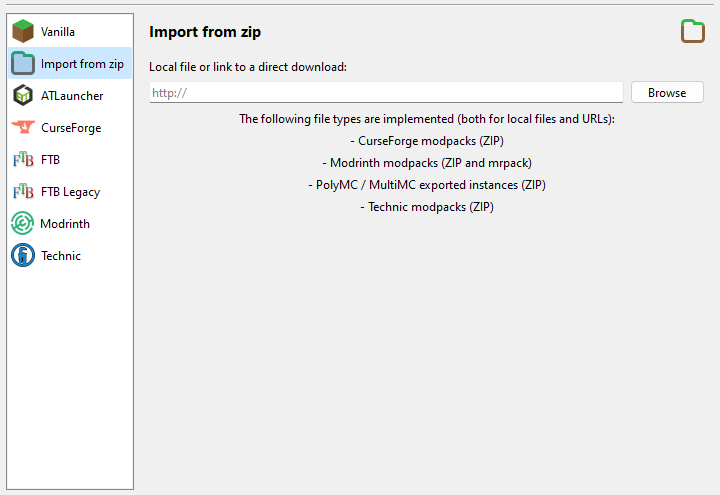 Vanilla
Import from zip
ATLauncher
CurseForge
FTB
FTB
FTB
FTB Legacy
Modrinth
Technic
Import from zip
Local file or link to a direct download:
http://
Browse
The following file types are implemented (both for local files and URLs):
- CurseForge modpacks (ZIP)
- Modrinth modpacks (ZIP and mrpack)
- PolyMC / MultiMC exported instances (ZIP)
- Technic modpacks (ZIP)